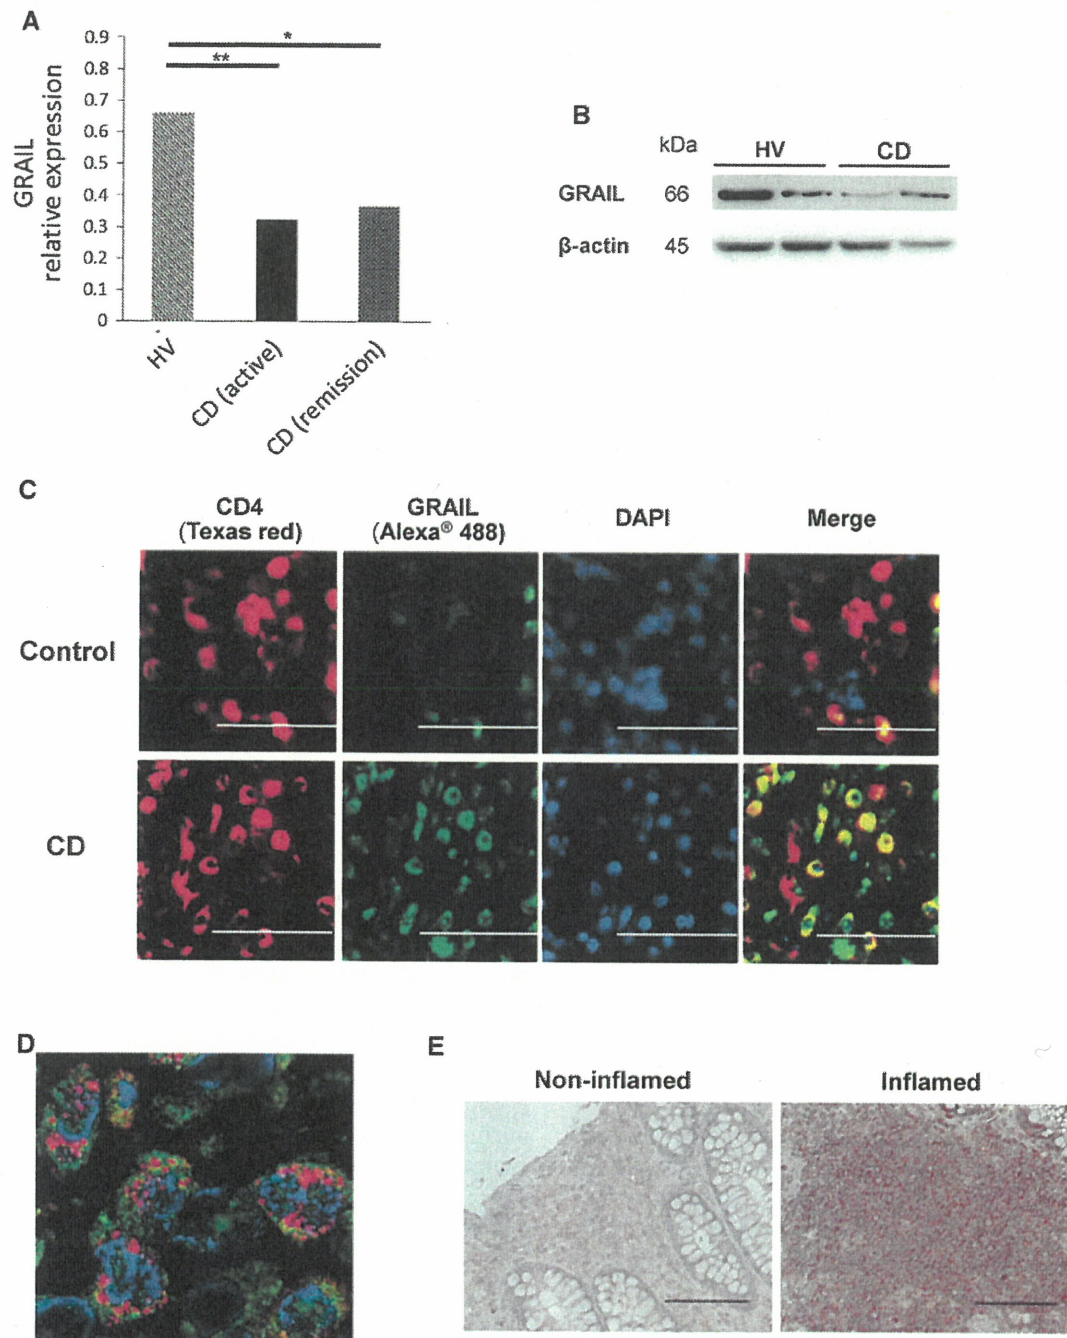 A
0.9
0.8
0.7
0.6
0.5
0.4
0.3
0.2
0.1
0
GRAIL
relative expression
*
**
HV
CD (active)
CD (remission)
B
kDa
HV
CD
GRAIL 66
β-actin 45
C
CD4
(Texas red)
GRAIL
(Alexa® 488)
DAPI
Merge
Control
CD
D
E
Non-inflamed
Inflamed